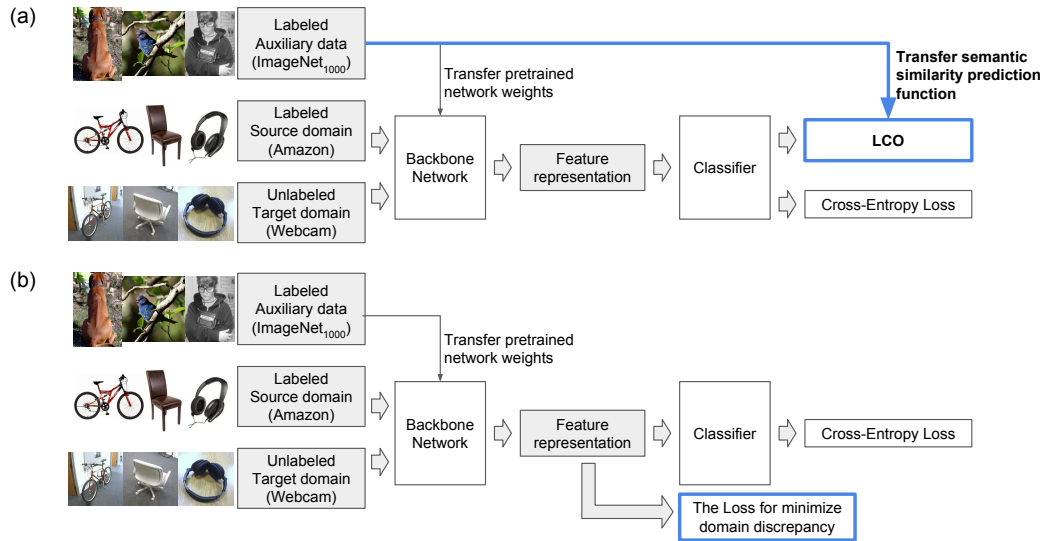 (a)
Labeled
Auxiliary data
(ImageNet1000)
Transfer pretrained
network weights
Transfer semantic
similarity prediction
function
Labeled
Source domain
(Amazon)
Unlabeled
Target domain
(Webcam)
Backbone
Network
Feature
representation
Classifier
LCO
Cross-Entropy Loss
(b)
Labeled
Auxiliary data
(ImageNet1000)
Transfer pretrained
network weights
Labeled
Source domain
(Amazon)
Unlabeled
Target domain
(Webcam)
Backbone
Network
Feature
representation
Classifier
Cross-Entropy Loss
The Loss for minimize
domain discrepancy